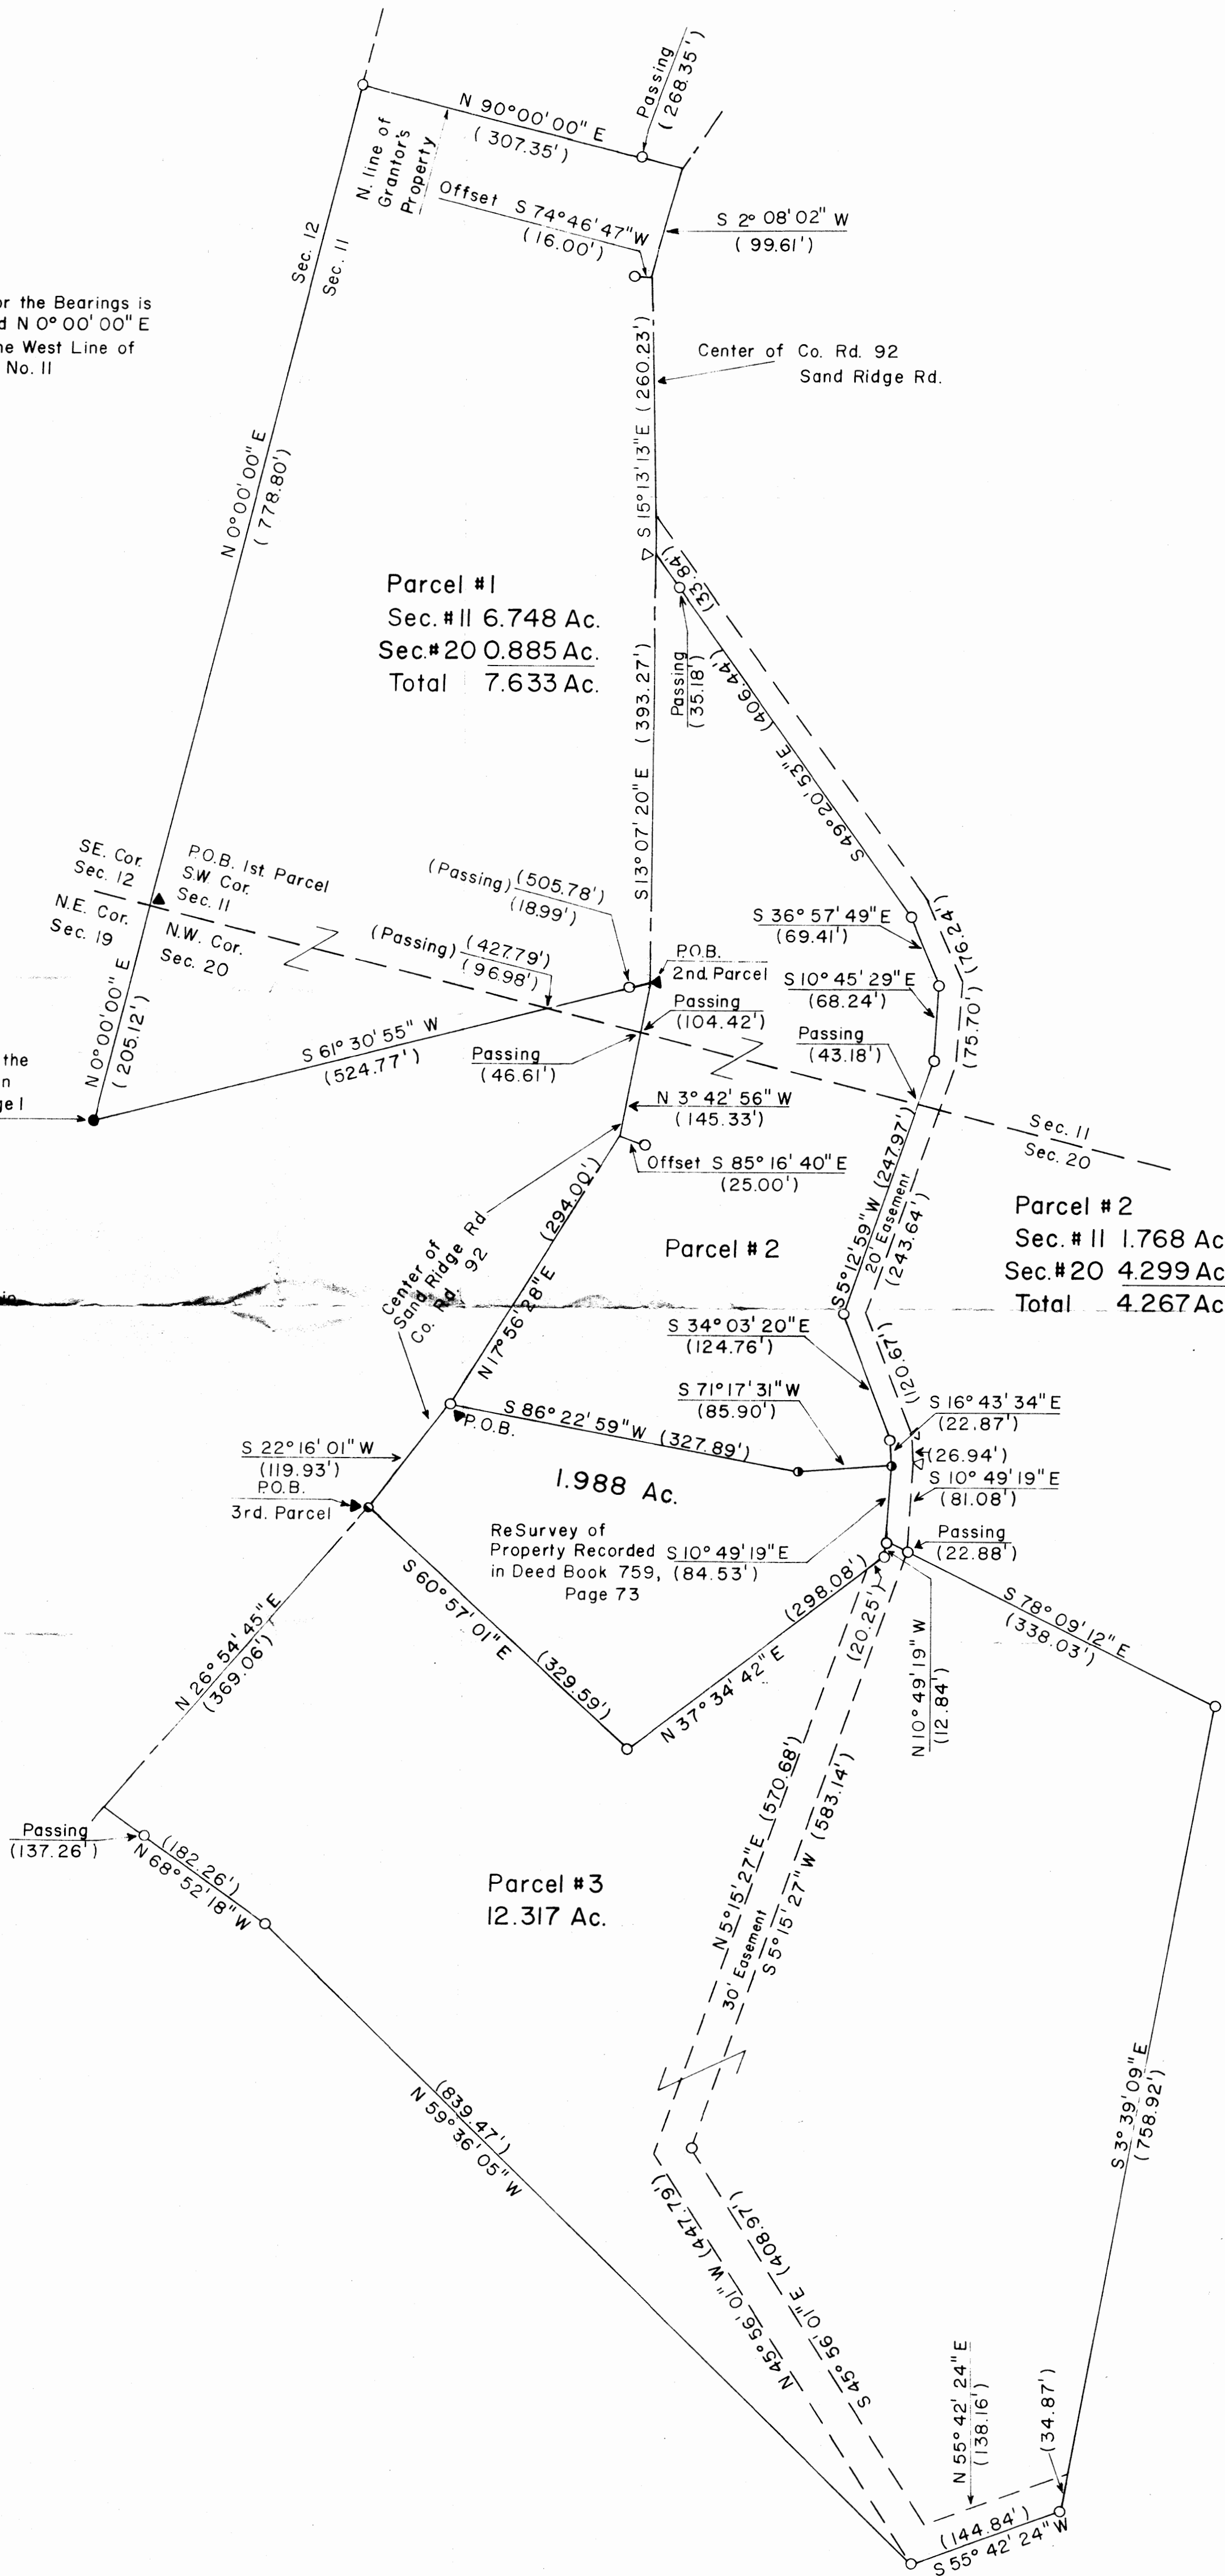 Passing
(268.35')
N 90°00'00" E
(307.35')
N. line of
Grantor's
Property
Offset S 74°46'47"W
(16.00')
S 2° 08' 02" W
(99.61')
Sec. 12
Sec. 11
or the Bearings is
d N 0° 00' 00" E
he West Line of
No. 11
S 15°13'13"E (260.23')
Center of Co. Rd. 92
Sand Ridge Rd.
N 0°00'00" E
(778.80')
Parcel #1
Sec. #11 6.748 Ac.
Sec.#20 0.885 Ac.
Total 7.633 Ac.
(33.84')
Passing
(35.18')
(406.44')
S 49° 20' 53" E
S 13° 07' 20" E (393.27')
SE. Cor.
Sec. 12
P.O.B. 1st Parcel
S.W. Cor.
Sec. 11
N.E. Cor.
Sec. 19
N.W. Cor.
Sec. 20
(Passing) (505.78')
(18.99')
(Passing) (427.79')
(96.98')
P.O.B.
2nd. Parcel
S 36° 57' 49" E
(69.41')
(76.24')
S 10° 45' 29" E
(68.24')
(75.70')
Passing
(104.42')
Passing
(43.18')
N 0°00'00" E
(205.12')
S 61° 30' 55" W
(524.77')
Passing
(46.61')
the
n
ge 1
N 3° 42' 56" W
(145.33')
Offset S 85° 16' 40" E
(25.00')
Sec. 11
Sec. 20
S 5°12'59"W (247.97')
20' Easement
(243.64')
Center of
Sand Ridge Rd
Co. Rd. 92
N 17° 56' 28" E (294.00')
Parcel #2
Parcel #2
Sec. #11 1.768 Ac
Sec.#20 4.299 Ac
Total 4.267 Ac
S 34° 03' 20" E
(124.76')
(120.67')
S 71° 17' 31" W
(85.90')
S 16° 43' 34" E
(22.87')
(26.94')
S 86° 22' 59" W (327.89')
P.O.B.
S 22° 16' 01" W
(119.93')
P.O.B.
3rd. Parcel
1.988 Ac.
S 10° 49' 19" E
(81.08')
Passing
(22.88')
ReSurvey of
Property Recorded
in Deed Book 759,
Page 73
S 10° 49' 19" E
(84.53')
S 60° 57' 01" E
(329.59')
N 37° 34' 42" E
(298.08')
(20.25')
N 10° 49' 19" W
(12.84')
S 78° 09' 12" E
(338.03')
N 26° 54' 45" E
(369.06')
Passing
(137.26')
(182.26')
N 68° 52' 18" W
Parcel #3
12.317 Ac.
N 5°15'27"E (570.68')
30' Easement
S 5°15'27"W (583.14')
(839.47')
N 59° 36' 05" W
S 3° 39' 09" E
(758.92')
N 45° 56' 01" W (447.79')
S 45° 56' 01" E (408.97')
N 55° 42' 24" E
(138.16')
(34.87')
(144.84')
S 55° 42' 24" W